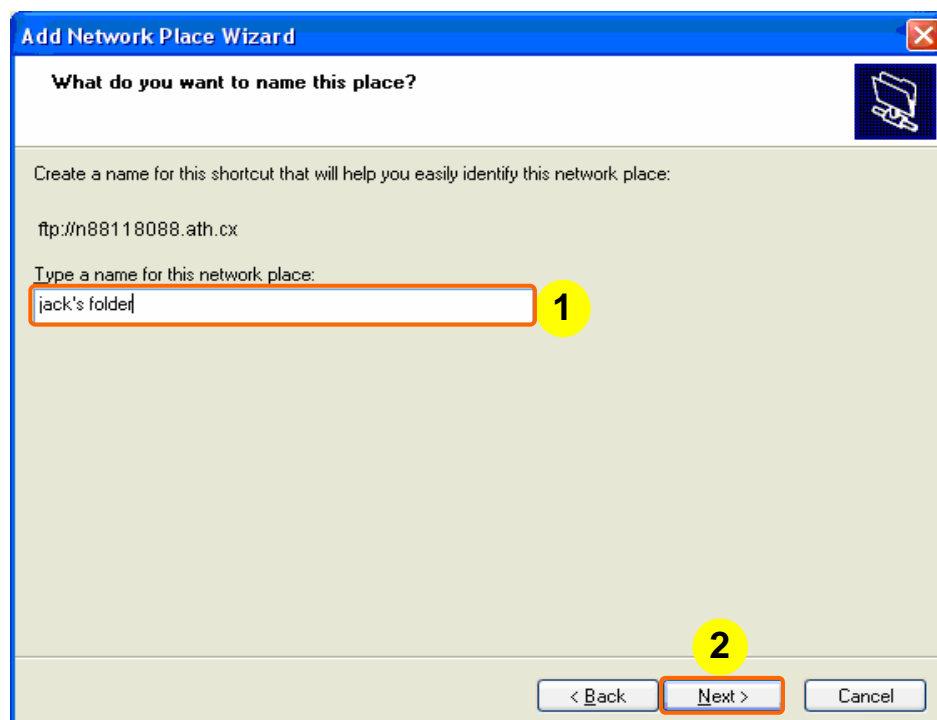 Add Network Place Wizard
What do you want to name this place?
Create a name for this shortcut that will help you easily identify this network place:
ftp://n88118088.ath.cx
Type a name for this network place:
jack's folder
1
2
< Back
Next >
Cancel